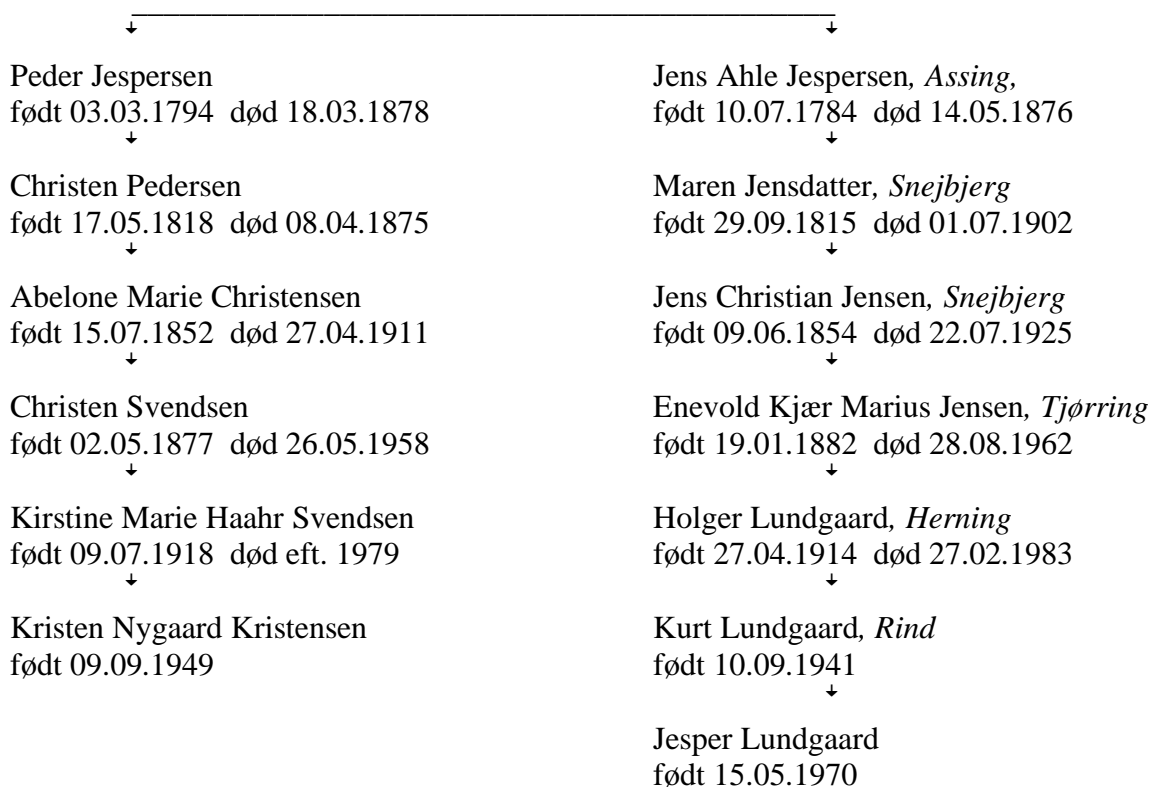 Peder Jespersen
født 03.03.1794 død 18.03.1878
Christen Pedersen
født 17.05.1818 død 08.04.1875
Abelone Marie Christensen
født 15.07.1852 død 27.04.1911
Christen Svendsen
født 02.05.1877 død 26.05.1958
Kirstine Marie Haahr Svendsen
født 09.07.1918 død eft. 1979
Kristen Nygaard Kristensen
født 09.09.1949
Jens Ahle Jespersen, Assing,
født 10.07.1784 død 14.05.1876
Maren Jensdatter, Snejbjerg
født 29.09.1815 død 01.07.1902
Jens Christian Jensen, Snejbjerg
født 09.06.1854 død 22.07.1925
Enevold Kjær Marius Jensen, Tjørring
født 19.01.1882 død 28.08.1962
Holger Lundgaard, Herning
født 27.04.1914 død 27.02.1983
Kurt Lundgaard, Rind
født 10.09.1941
Jesper Lundgaard
født 15.05.1970